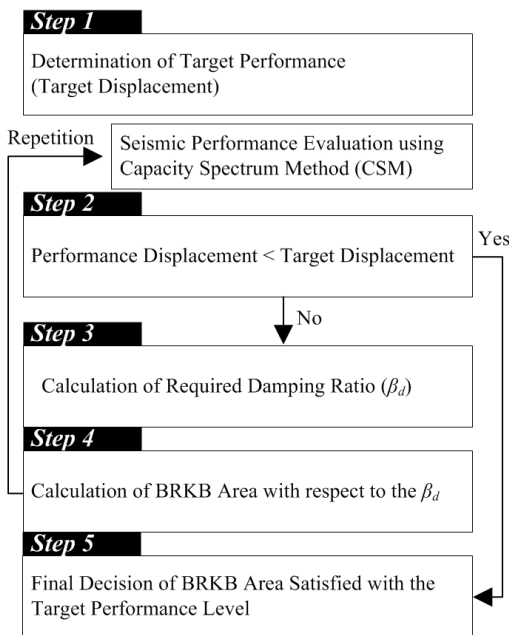 Step 1
Determination of Target Performance
(Target Displacement)
Repetition
Seismic Performance Evaluation using
Capacity Spectrum Method (CSM)
Step 2
Performance Displacement < Target Displacement
Yes
No
Step 3
Calculation of Required Damping Ratio (βd)
Step 4
Calculation of BRKB Area with respect to the βd
Step 5
Final Decision of BRKB Area Satisfied with the
Target Performance Level